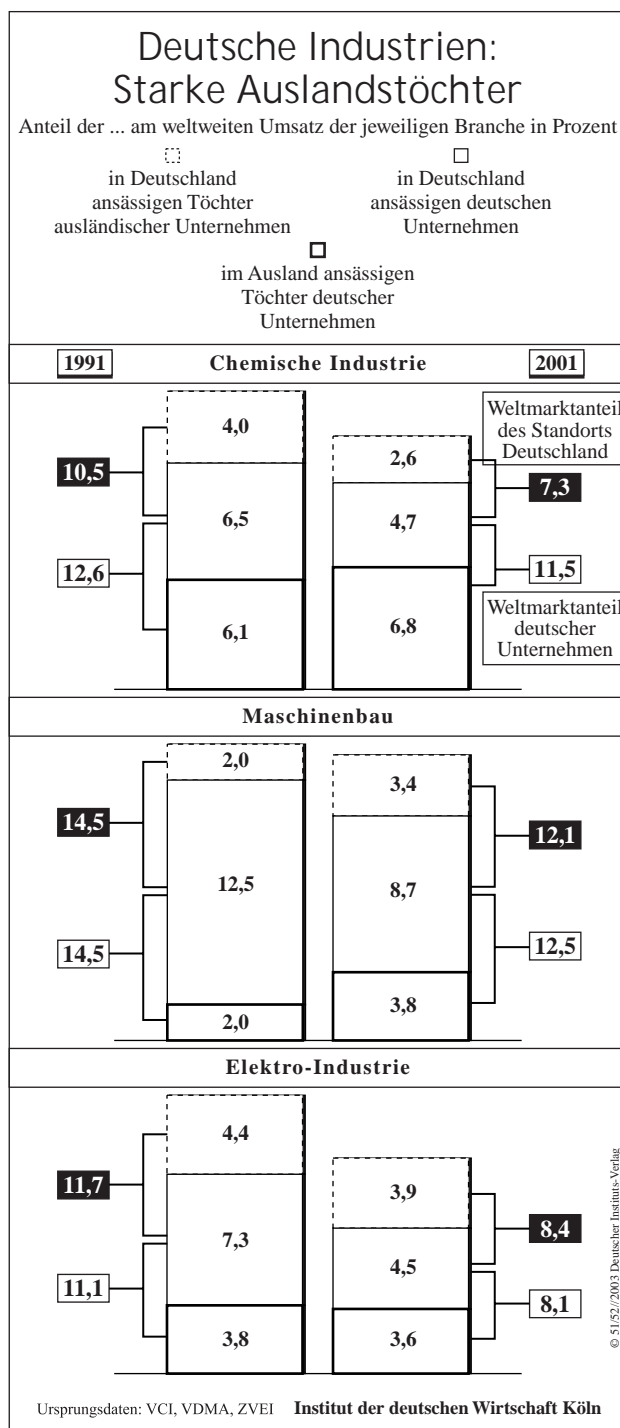 Deutsche Industrien:
Starke Auslandstöchter
Anteil der ... am weltweiten Umsatz der jeweiligen Branche in Prozent
in Deutschland
ansässigen Töchter
ausländischer Unternehmen
in Deutschland
ansässigen deutschen
Unternehmen
im Ausland ansässigen
Töchter deutscher
Unternehmen
1991 Chemische Industrie 2001
4,0
6,5
6,1
10,5
12,6
2,6
4,7
6,8
Weltmarktanteil
des Standorts
Deutschland
7,3
11,5
Weltmarktanteil
deutscher
Unternehmen
Maschinenbau
2,0
12,5
2,0
14,5
14,5
3,4
8,7
3,8
12,1
12,5
Elektro-Industrie
4,4
7,3
3,8
11,7
11,1
3,9
4,5
3,6
8,4
8,1
© 51/52//2003 Deutscher Instituts-Verlag
Ursprungsdaten: VCI, VDMA, ZVEI Institut der deutschen Wirtschaft Köln